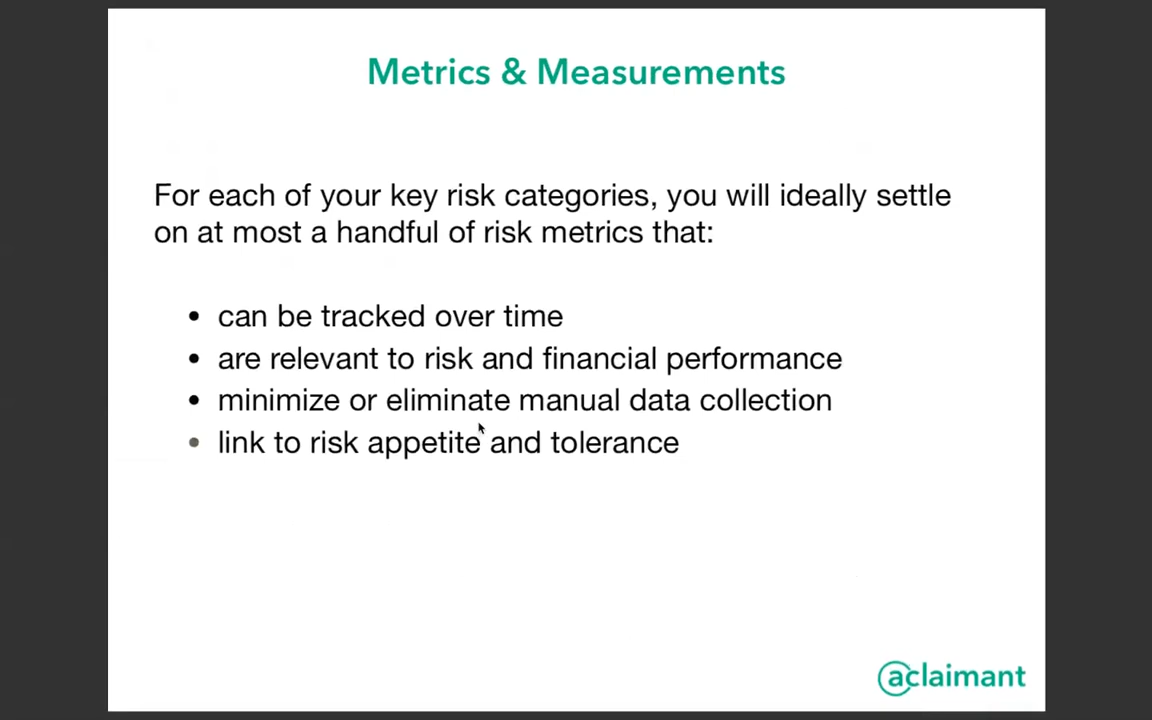 Metrics & Measurements
For each of your key risk categories, you will ideally settle
on at most a handful of risk metrics that:
• can be tracked over time
• are relevant to risk and financial performance
• minimize or eliminate manual data collection
• link to risk appetite and tolerance
@claimant